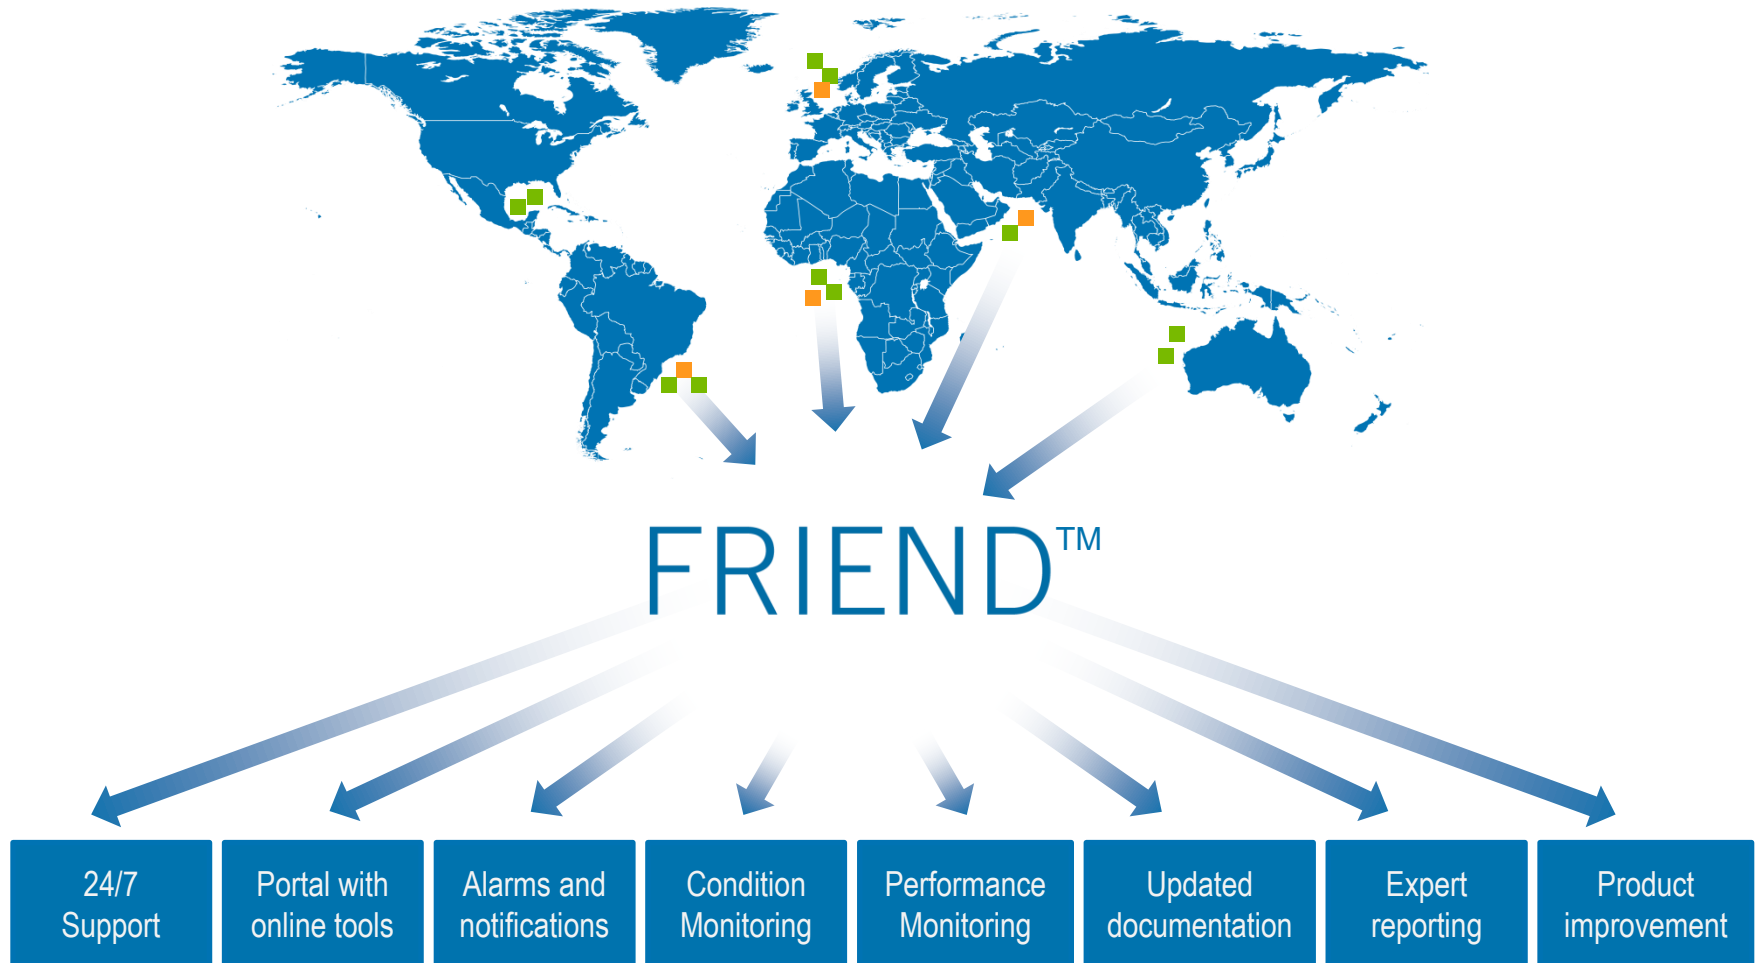 FRIEND™
24/7
Support
Portal with
online tools
Alarms and
notifications
Condition
Monitoring
Performance
Monitoring
Updated
documentation
Expert
reporting
Product
improvement